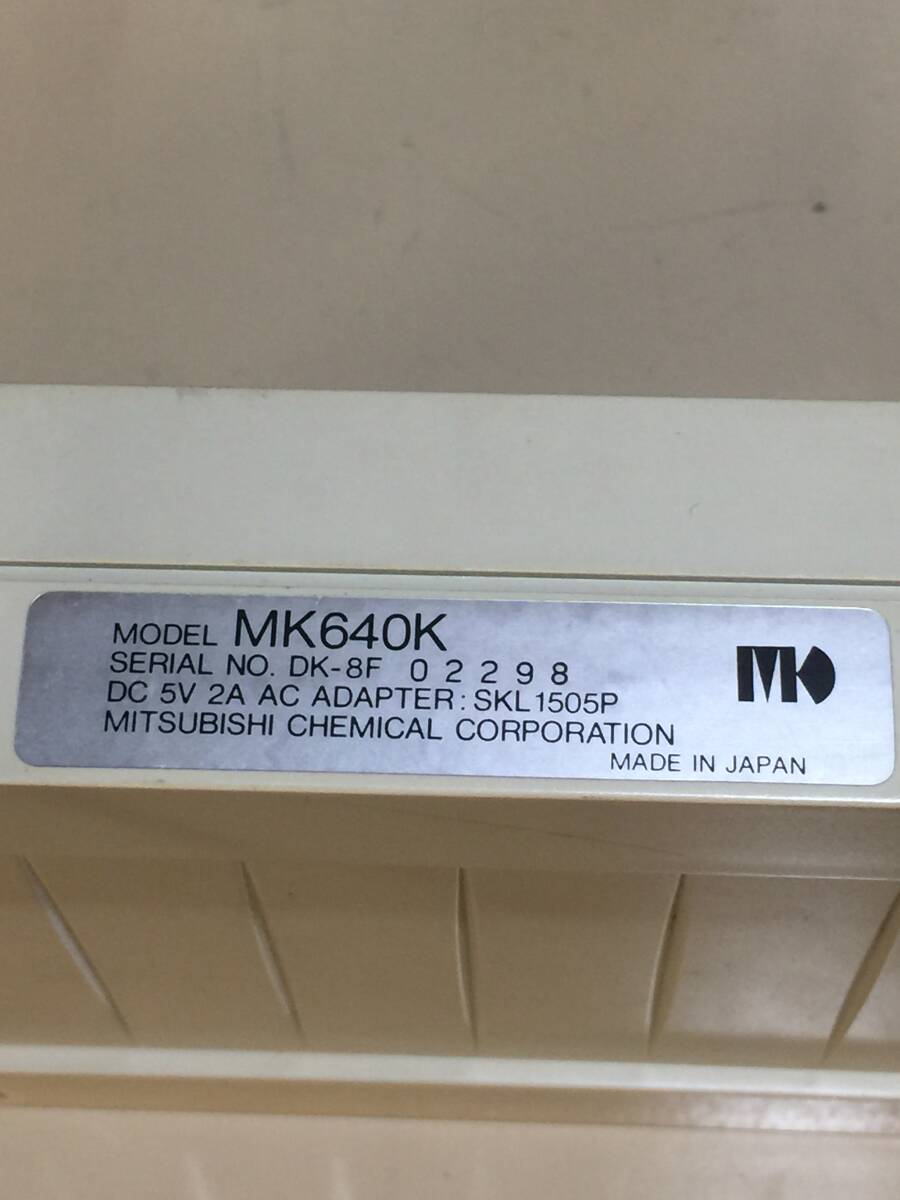 MODEL MK640K
SERIAL NO. DK-8F 02298
DC 5V 2A AC ADAPTER: SKL1505P
MITSUBISHI CHEMICAL CORPORATION
MADE IN JAPAN
MK